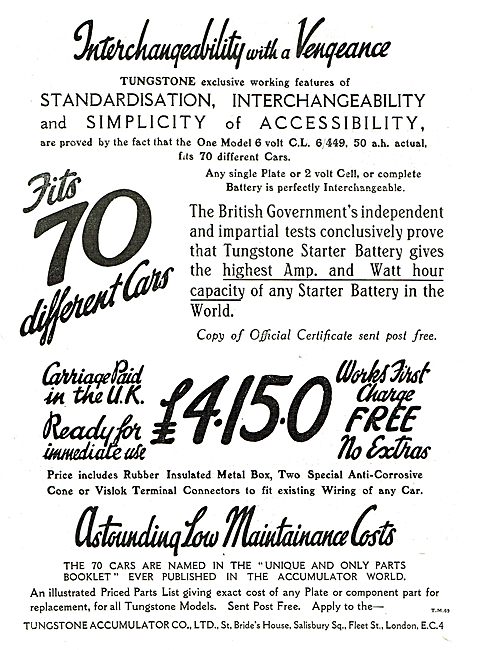 Interchangeability with a Vengeance
TUNGSTONE exclusive working features of
STANDARDISATION, INTERCHANGEABILITY
and SIMPLICITY of ACCESSIBILITY,
are proved by the fact that the One Model 6 volt C.L. 6/449, 50 a.h. actual,
fits 70 different Cars.
Any single Plate or 2 volt Cell, or complete
Battery is perfectly Interchangeable.
Fits
70
different Cars
The British Government's independent
and impartial tests conclusively prove
that Tungstone Starter Battery gives
the highest Amp. and Watt hour
capacity of any Starter Battery in the
World.
Copy of Official Certificate sent post free.
Carriage Paid
in the U.K.
Ready for
immediate use
£4.15.0
Works First
Charge
FREE
No Extras
Price includes Rubber Insulated Metal Box, Two Special Anti-Corrosive
Cone or Vislok Terminal Connectors to fit existing Wiring of any Car.
Astounding Low Maintainance Costs
THE 70 CARS ARE NAMED IN THE "UNIQUE AND ONLY PARTS
BOOKLET" EVER PUBLISHED IN THE ACCUMULATOR WORLD.
An illustrated Priced Parts List giving exact cost of any Plate or component part for
replacement, for all Tungstone Models. Sent Post Free. Apply to the—
T.M.69
TUNGSTONE ACCUMULATOR CO., LTD., St. Bride's House, Salisbury Sq., Fleet St., London, E.C.4